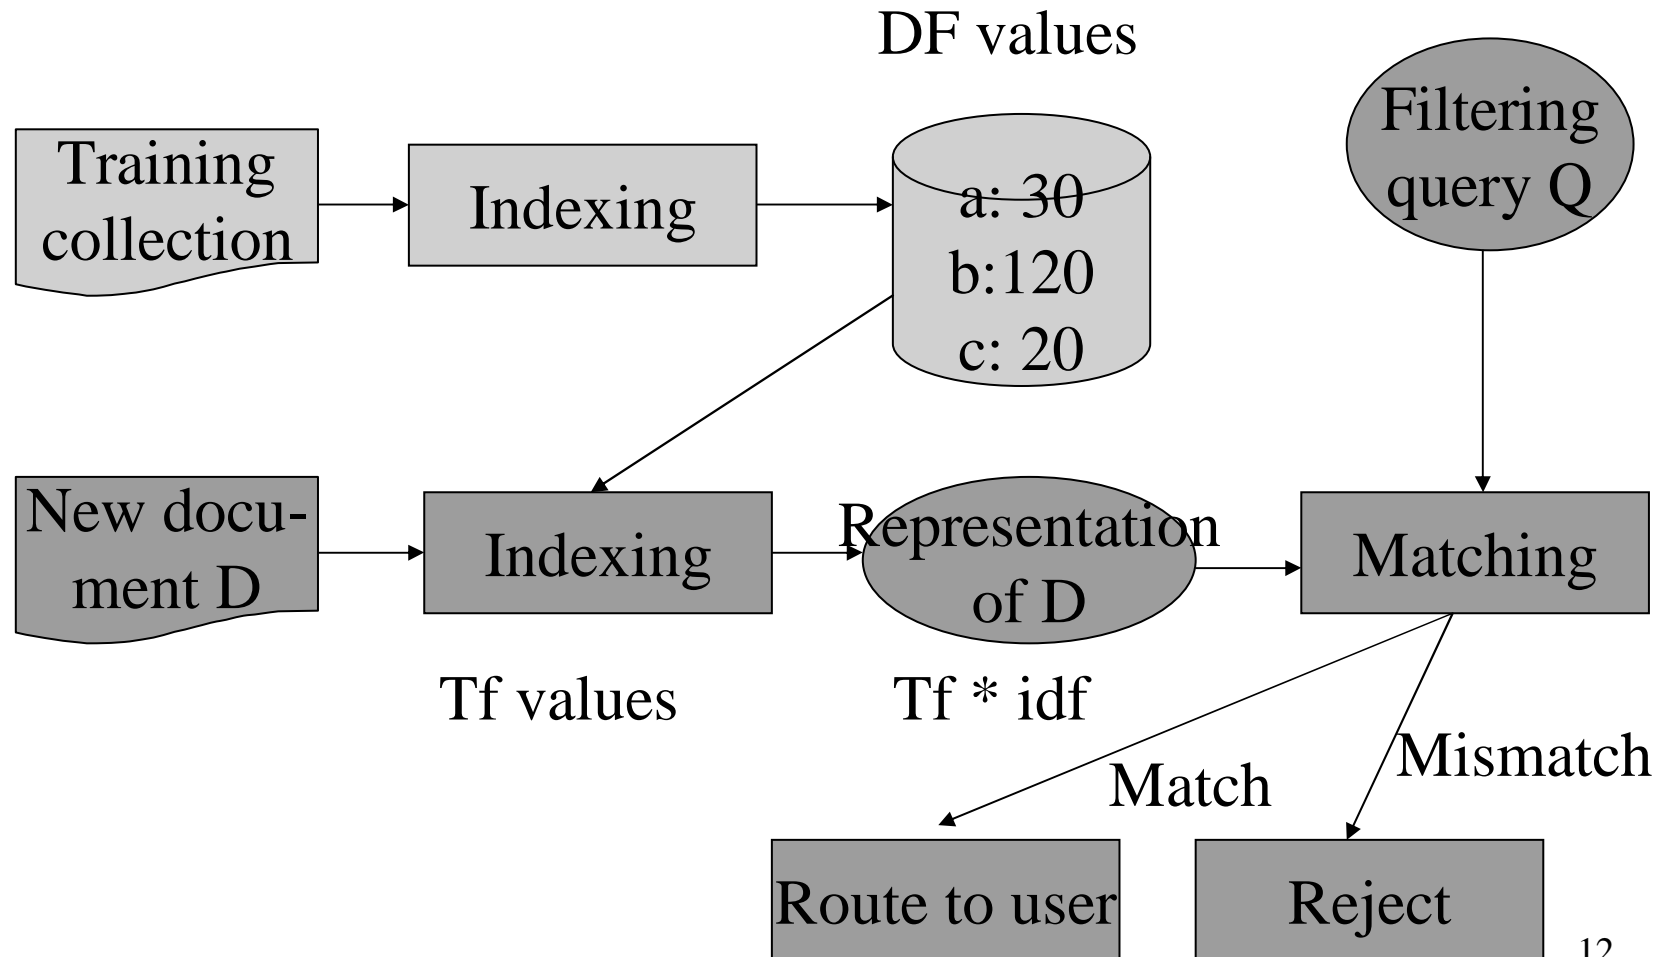 DF values
Training
collection
Indexing
a: 30
b:120
c: 20
Filtering
query Q
New docu-
ment D
Indexing
Representation
of D
Matching
Tf values
Tf * idf
Match
Mismatch
Route to user
Reject
12